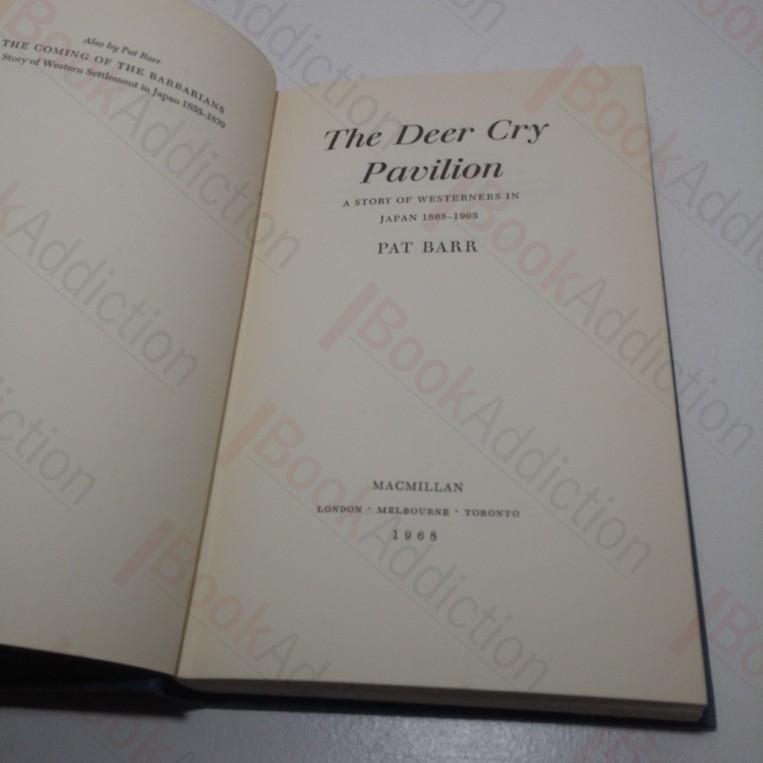 Also by Pat Barr
THE COMING OF THE BARBARIANS
Story of Western Settlement in Japan 1853–1870
The Deer Cry
Pavilion
A STORY OF WESTERNERS IN
JAPAN 1868–1905
PAT BARR
MACMILLAN
LONDON · MELBOURNE · TORONTO
1968
BookAddiction